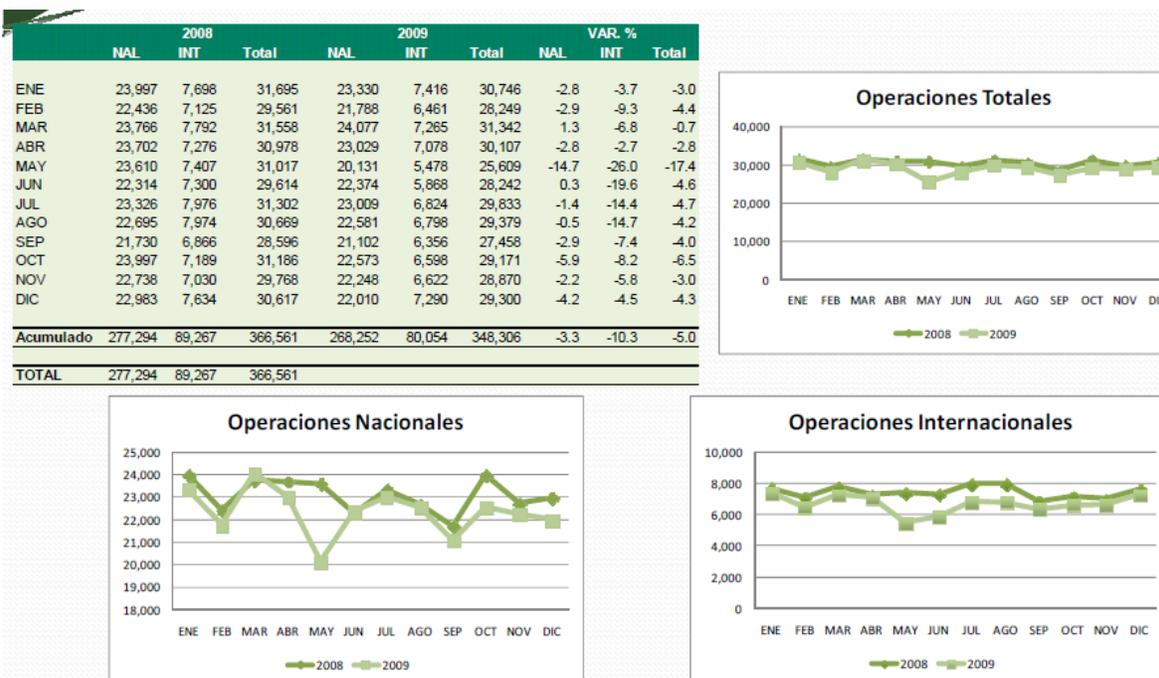 2008 2009 VAR. %
NAL INT Total NAL INT Total NAL INT Total
ENE 23,997 7,698 31,695 23,330 7,416 30,746 -2.8 -3.7 -3.0
FEB 22,436 7,125 29,561 21,788 6,461 28,249 -2.9 -9.3 -4.4
MAR 23,766 7,792 31,558 24,077 7,265 31,342 1.3 -6.8 -0.7
ABR 23,702 7,276 30,978 23,029 7,078 30,107 -2.8 -2.7 -2.8
MAY 23,610 7,407 31,017 20,131 5,478 25,609 -14.7 -26.0 -17.4
JUN 22,314 7,300 29,614 22,374 5,868 28,242 0.3 -19.6 -4.6
JUL 23,326 7,976 31,302 23,009 6,824 29,833 -1.4 -14.4 -4.7
AGO 22,695 7,974 30,669 22,581 6,798 29,379 -0.5 -14.7 -4.2
SEP 21,730 6,866 28,596 21,102 6,356 27,458 -2.9 -7.4 -4.0
OCT 23,997 7,189 31,186 22,573 6,598 29,171 -5.9 -8.2 -6.5
NOV 22,738 7,030 29,768 22,248 6,622 28,870 -2.2 -5.8 -3.0
DIC 22,983 7,634 30,617 22,010 7,290 29,300 -4.2 -4.5 -4.3
Acumulado 277,294 89,267 366,561 268,252 80,054 348,306 -3.3 -10.3 -5.0
TOTAL 277,294 89,267 366,561
Operaciones Totales
40,000
30,000
20,000
10,000
0
ENE FEB MAR ABR MAY JUN JUL AGO SEP OCT NOV DI
2008 2009
Operaciones Nacionales
25,000
24,000
23,000
22,000
21,000
20,000
19,000
18,000
ENE FEB MAR ABR MAY JUN JUL AGO SEP OCT NOV DIC
2008 2009
Operaciones Internacionales
10,000
8,000
6,000
4,000
2,000
0
ENE FEB MAR ABR MAY JUN JUL AGO SEP OCT NOV DIC
2008 2009